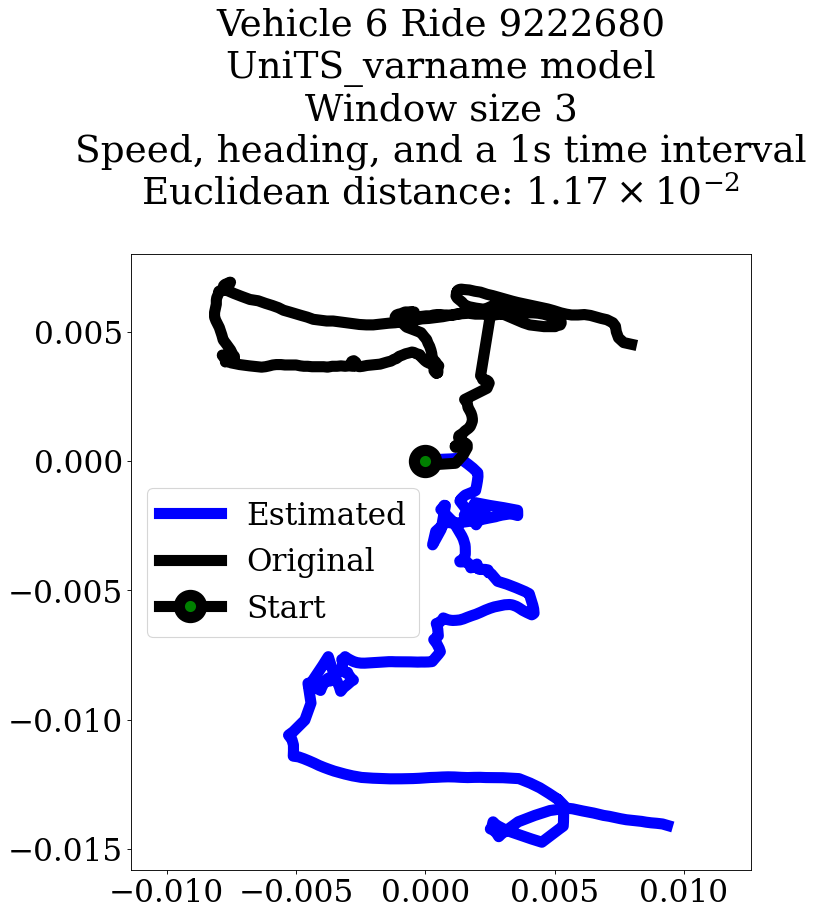 Vehicle 6 Ride 9222680
UniTS_varname model
Window size 3
Speed, heading, and a 1s time interval
Euclidean distance: 1.17 × 10⁻²
0.005
0.000
−0.005
−0.010
−0.015
Estimated
Original
Start
−0.010 −0.005 0.000 0.005 0.010